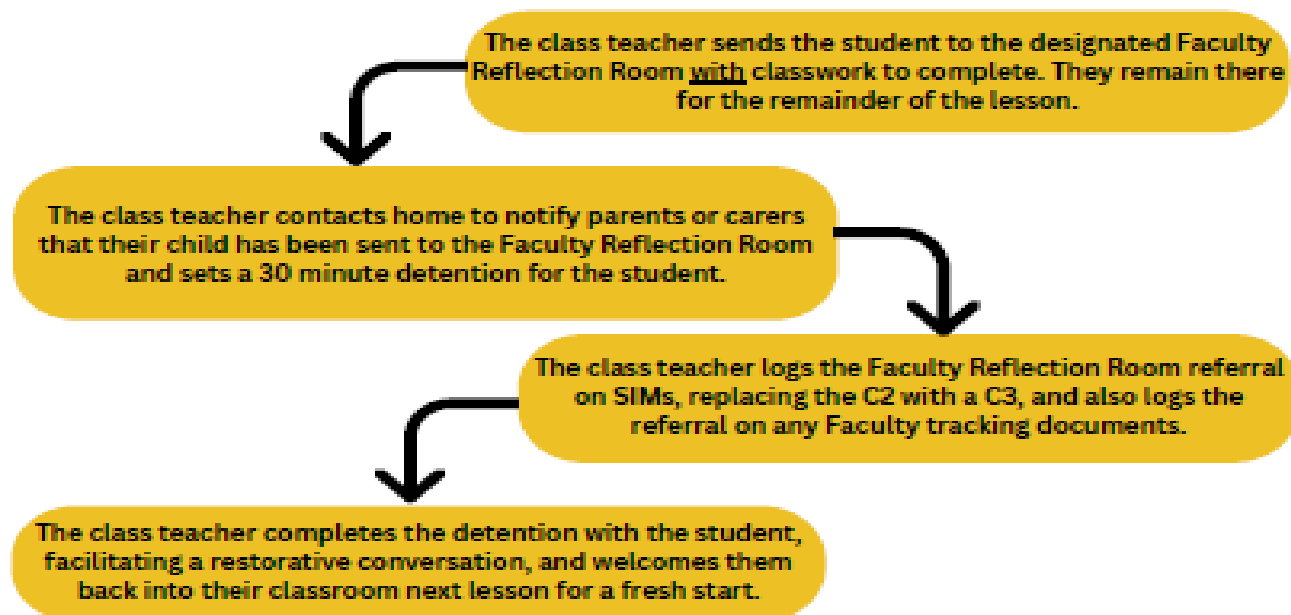 The class teacher sends the student to the designated Faculty
Reflection Room with classwork to complete. They remain there
for the remainder of the lesson.
The class teacher contacts home to notify parents or carers
that their child has been sent to the Faculty Reflection Room
and sets a 30 minute detention for the student.
The class teacher logs the Faculty Reflection Room referral
on SIMs, replacing the C2 with a C3, and also logs the
referral on any Faculty tracking documents.
The class teacher completes the detention with the student,
facilitating a restorative conversation, and welcomes them
back into their classroom next lesson for a fresh start.